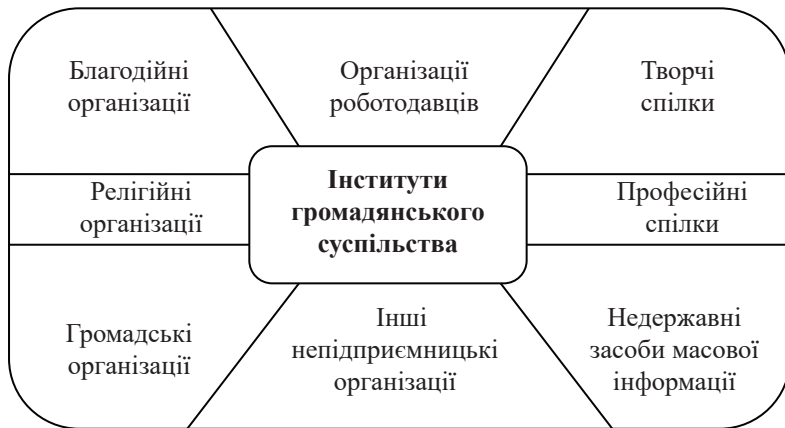 Благодійні
організації
Організації
роботодавців
Творчі
спілки
Релігійні
організації
Інститути
громадянського
суспільства
Професійні
спілки
Громадські
організації
Інші
непідприємницькі
організації
Недержавні
засоби масової
інформації